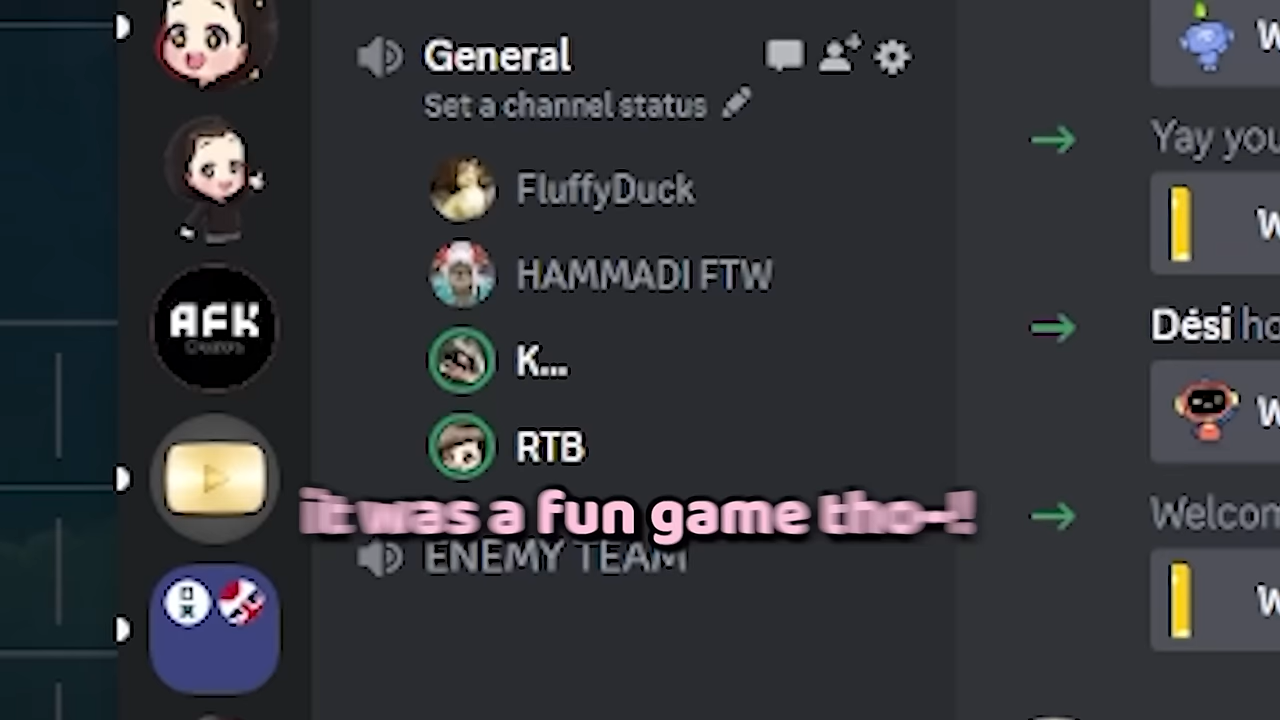 General
Set a channel status
FluffyDuck
HAMMADI FTW
AFK
K...
RTB
it was a fun game tho-!
ENEMY TEAM
W
Yay you
W
Dési ho
W
Welcom
W